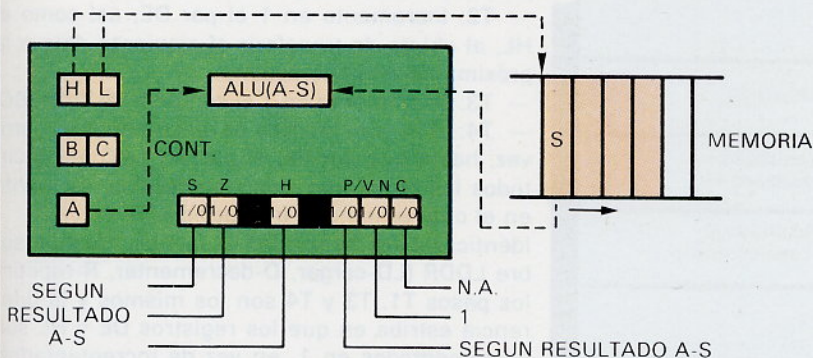 H L
ALU(A-S)
B C
CONT.
A
S Z H P/V N C
1/0 1/0 1/0 1/0 1/0 1/0
S
MEMORIA
SEGUN
RESULTADO
A-S
N.A.
1
SEGUN RESULTADO A-S